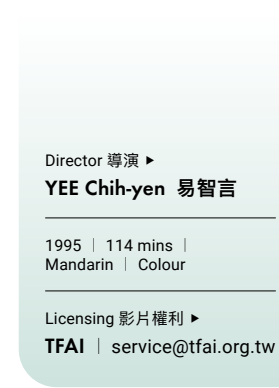 Director 導演 ▶
YEE Chih-yen 易智言
1995 | 114 mins |
Mandarin | Colour
Licensing 影片權利 ▶
TFAI | service@tfai.org.tw